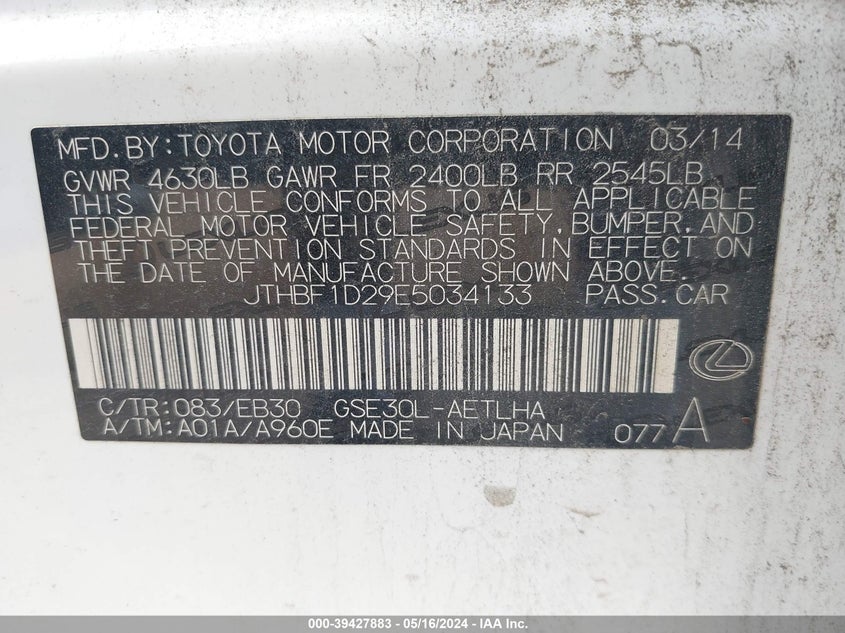 MFD.BY:TOYOTA MOTOR CORPORATION 03/14
GVWR 4630LB GAWR FR 2400LB RR 2545LB
THIS VEHICLE CONFORMS TO ALL APPLICABLE
FEDERAL MOTOR VEHICLE SAFETY,BUMPER,AND
THEFT PREVENTION STANDARDS IN EFFECT ON
THE DATE OF MANUFACTURE SHOWN ABOVE.
JTHBF1D29E5034133 PASS.CAR
C/TR:083/EB30 GSE30L-AETLHA
A/TM:A01A/A960E MADE IN JAPAN 077A
000-39427883 - 05/16/2024 - IAA Inc.